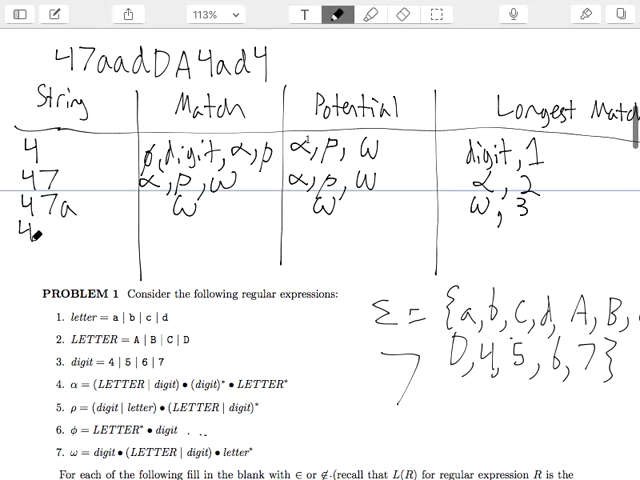 113%
T
47aadDA4ad4
String Match Potential Longest Match
4 ϕ, digit, α, ρ α, ρ, ω digit, 1
47 α, ρ, ω α, ρ, ω α, 2
47a ω ω ω, 3
4
PROBLEM 1 Consider the following regular expressions:
1. letter = a | b | c | d
2. LETTER = A | B | C | D
3. digit = 4 | 5 | 6 | 7
4. α = (LETTER | digit) • (digit)* • LETTER*
5. ρ = (digit | letter) • (LETTER | digit)*
6. ϕ = LETTER* • digit
7. ω = digit • (LETTER | digit) • letter*
For each of the following fill in the blank with ∈ or ∉.(recall that L(R) for regular expression R is the
Σ = {a, b, c, d, A, B,
D, 4, 5, 6, 7}